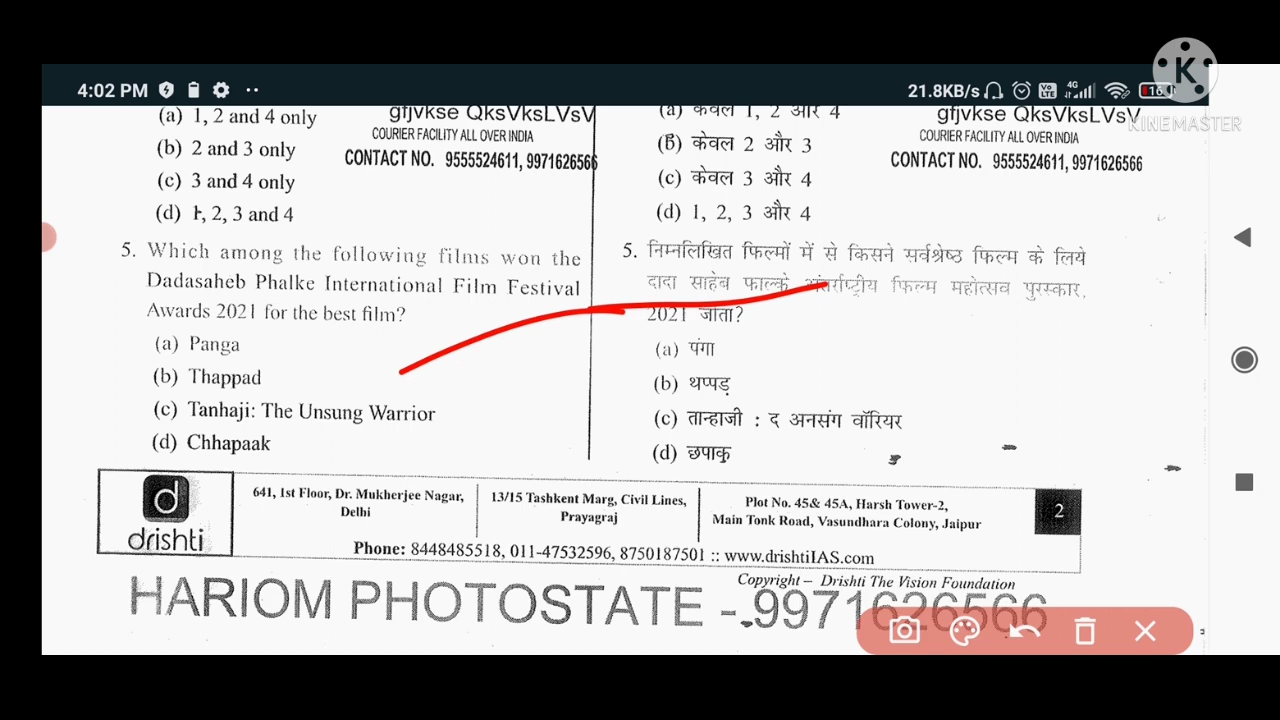 4:02 PM
21.8KB/s
Vo LTE
4G
16
K
KINEMASTER
(a) 1, 2 and 4 only
gfjvkse QksVksLVsV
COURIER FACILITY ALL OVER INDIA
(b) 2 and 3 only
CONTACT NO. 9555524611, 9971626566
(c) 3 and 4 only
(d) 1, 2, 3 and 4
5. Which among the following films won the
Dadasaheb Phalke International Film Festival
Awards 2021 for the best film?
(a) Panga
(b) Thappad
(c) Tanhaji: The Unsung Warrior
(d) Chhapaak
(a) केवल 1, 2 और 4
gfjvkse QksVksLVsV
COURIER FACILITY ALL OVER INDIA
(b) केवल 2 और 3
CONTACT NO. 9555524611, 9971626566
(c) केवल 3 और 4
(d) 1, 2, 3 और 4
5. निम्नलिखित फिल्मों में से किसने सर्वश्रेष्ठ फिल्म के लिये
दादा साहेब फाल्के अंतर्राष्ट्रीय फिल्म महोत्सव पुरस्कार,
2021 जीता?
(a) पंगा
(b) थप्पड़
(c) तान्हाजी : द अनसंग वॉरियर
(d) छपाक
d
drishti
641, 1st Floor, Dr. Mukherjee Nagar,
Delhi
13/15 Tashkent Marg, Civil Lines,
Prayagraj
Plot No. 45& 45A, Harsh Tower-2,
Main Tonk Road, Vasundhara Colony, Jaipur
2
Phone: 8448485518, 011-47532596, 8750187501 :: www.drishtiIAS.com
Copyright – Drishti The Vision Foundation
HARIOM PHOTOSTATE - 9971626566